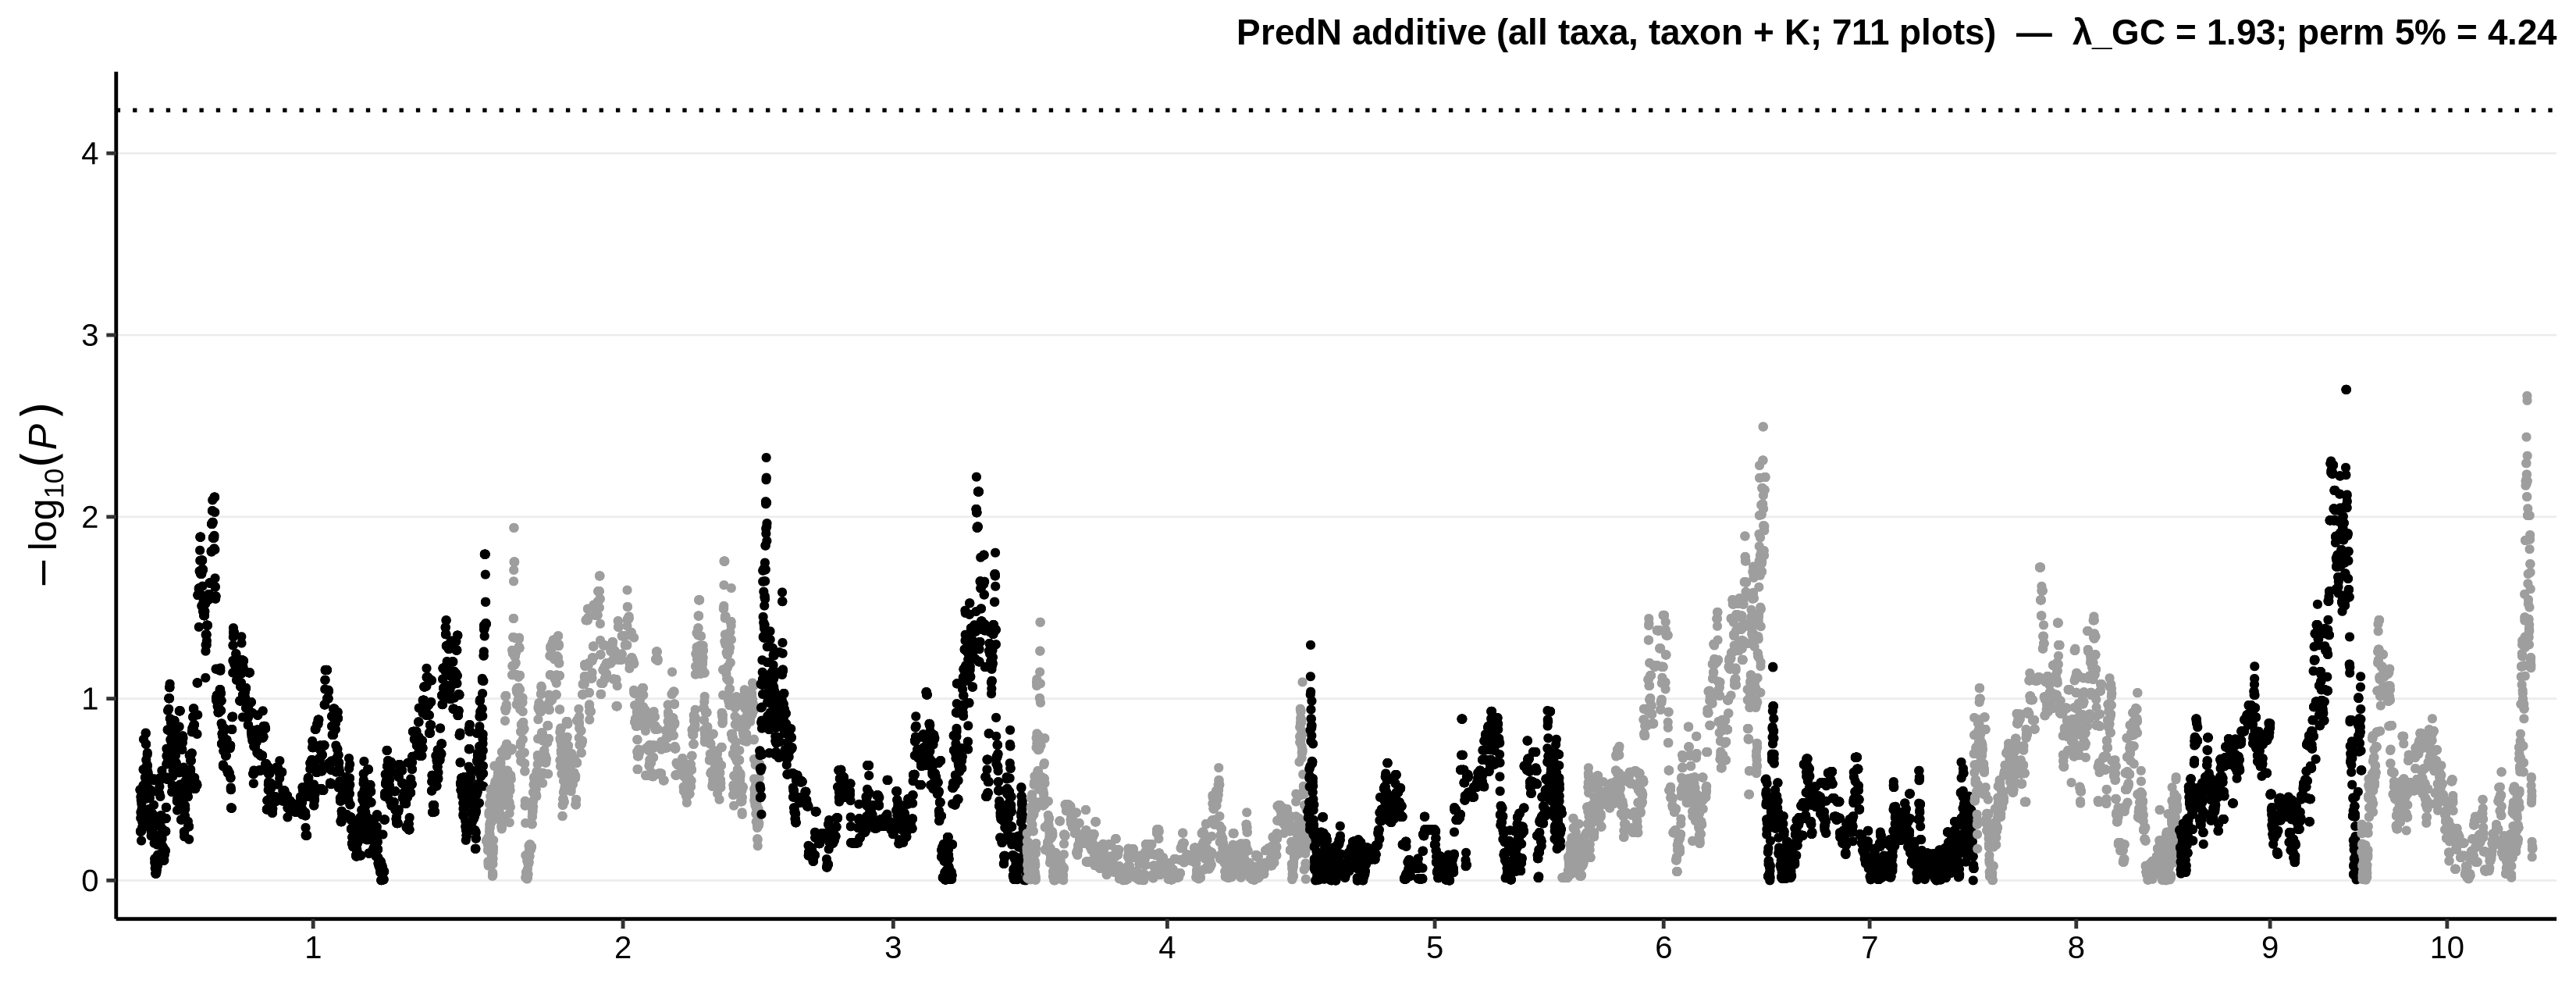 PredN additive (all taxa, taxon + K; 711 plots) — λ_GC = 1.93; perm 5% = 4.24
− log10(P)
4
3
2
1
0
1 2 3 4 5 6 7 8 9 10